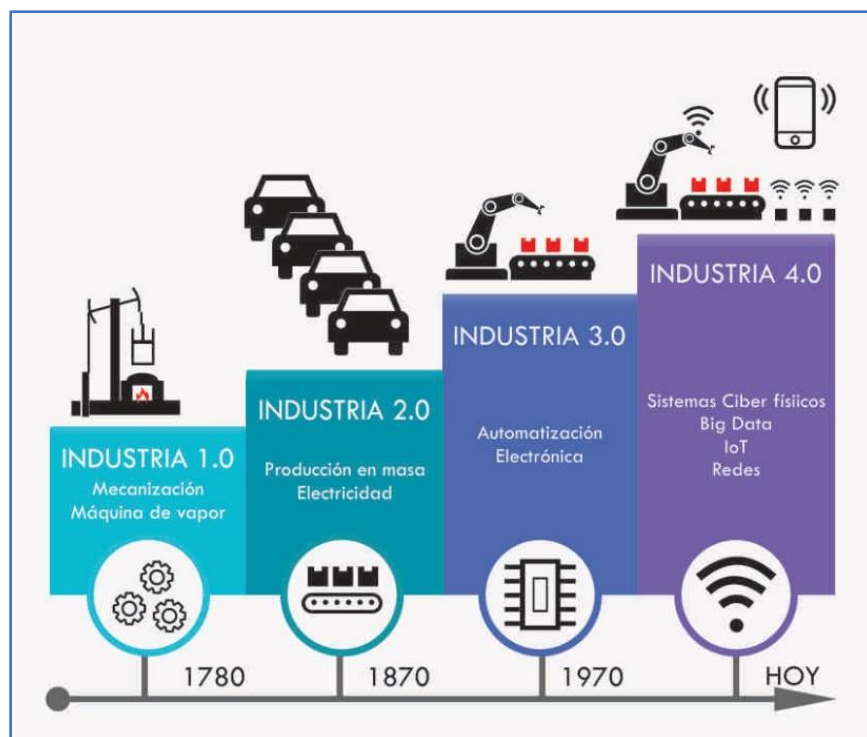 INDUSTRIA 1.0
Mecanización
Máquina de vapor
INDUSTRIA 2.0
Producción en masa
Electricidad
INDUSTRIA 3.0
Automatización
Electrónica
INDUSTRIA 4.0
Sistemas Ciber físiicos
Big Data
IoT
Redes
1780
1870
1970
HOY